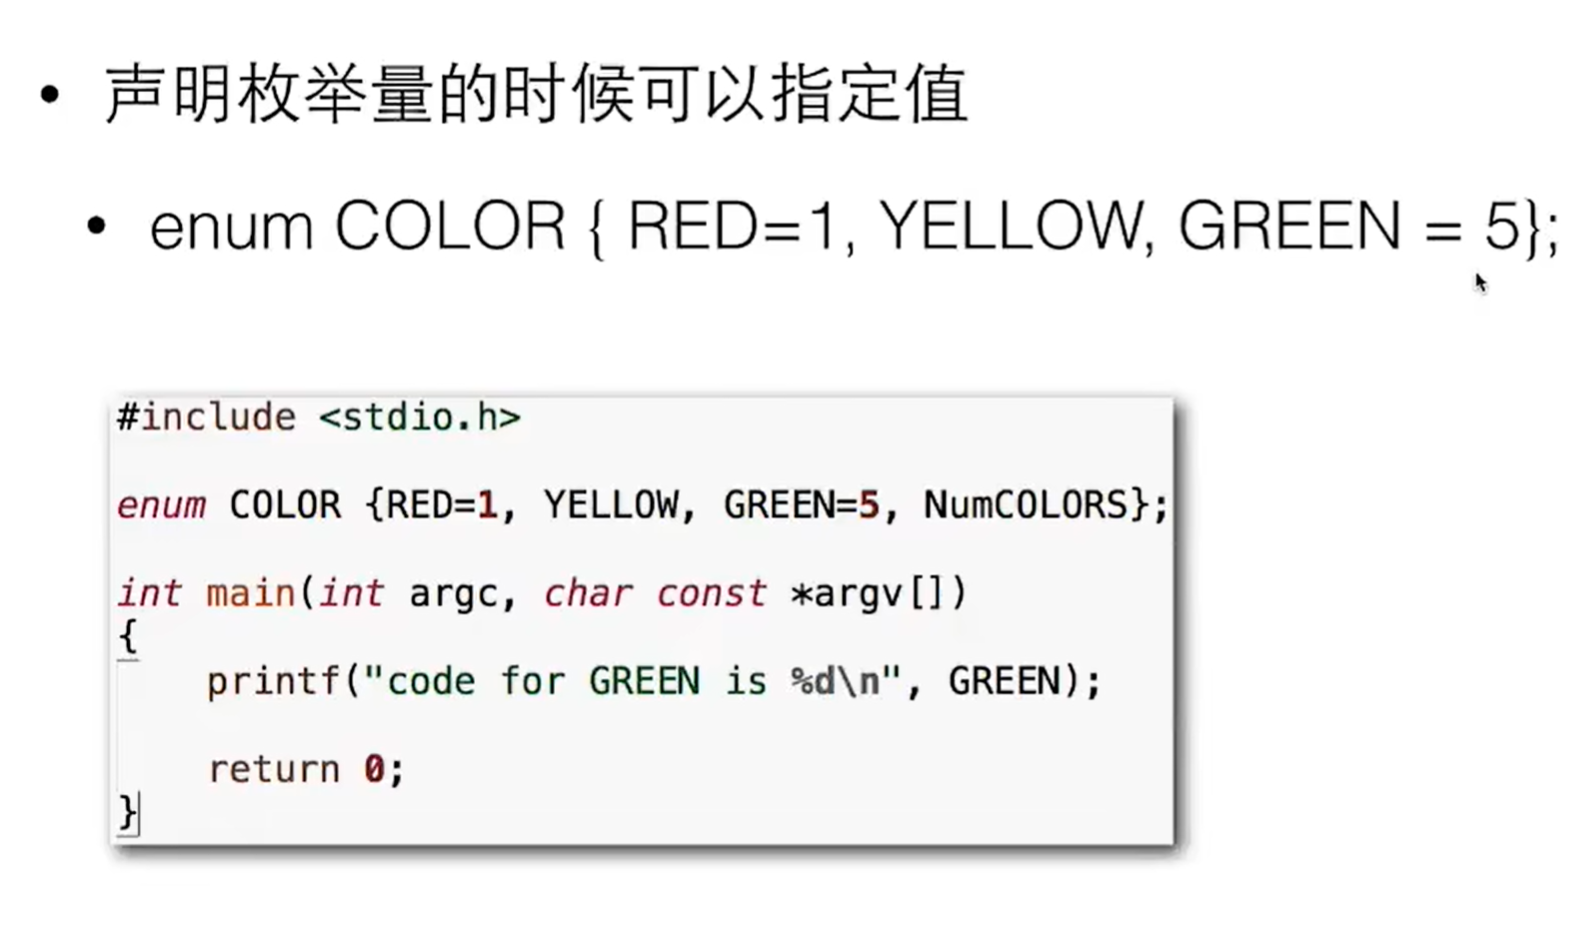 • 声明枚举量的时候可以指定值
• enum COLOR { RED=1, YELLOW, GREEN = 5};
#include <stdio.h>
enum COLOR {RED=1, YELLOW, GREEN=5, NumCOLORS};
int main(int argc, char const *argv[])
{
    printf("code for GREEN is %d\n", GREEN);
    return 0;
}